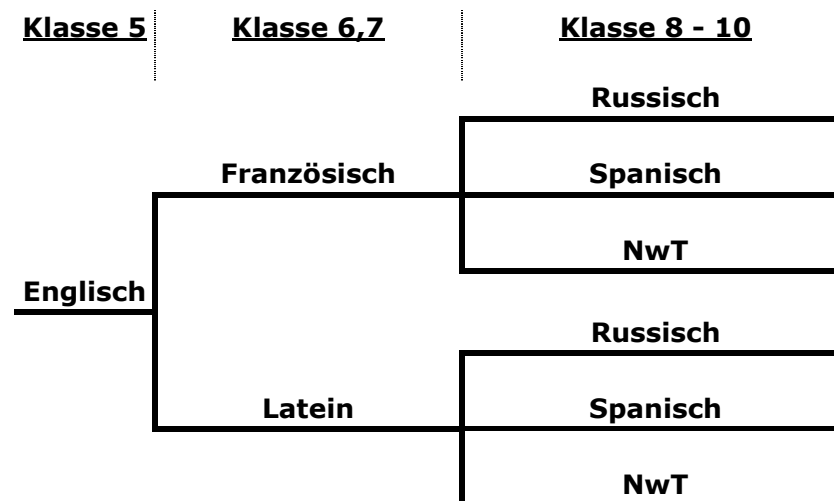 Klasse 5 Klasse 6,7 Klasse 8 - 10
Russisch
Französisch Spanisch
NwT
Englisch
Russisch
Latein Spanisch
NwT